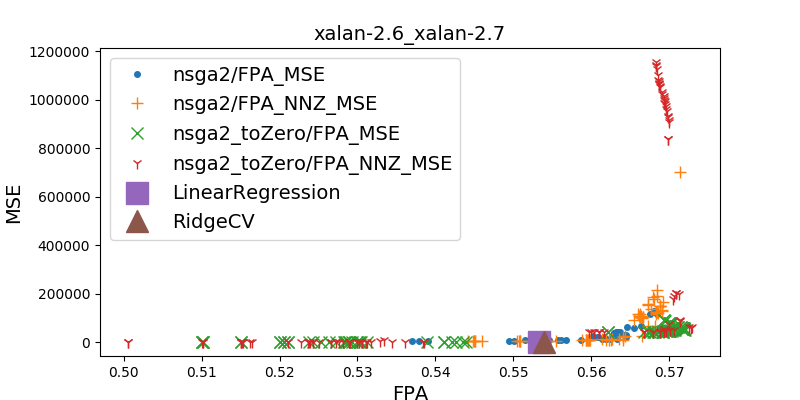 xalan-2.6_xalan-2.7
1200000
1000000
800000
600000
400000
200000
0
MSE
nsga2/FPA_MSE
nsga2/FPA_NNZ_MSE
nsga2_toZero/FPA_MSE
nsga2_toZero/FPA_NNZ_MSE
LinearRegression
RidgeCV
0.50 0.51 0.52 0.53 0.54 0.55 0.56 0.57
FPA